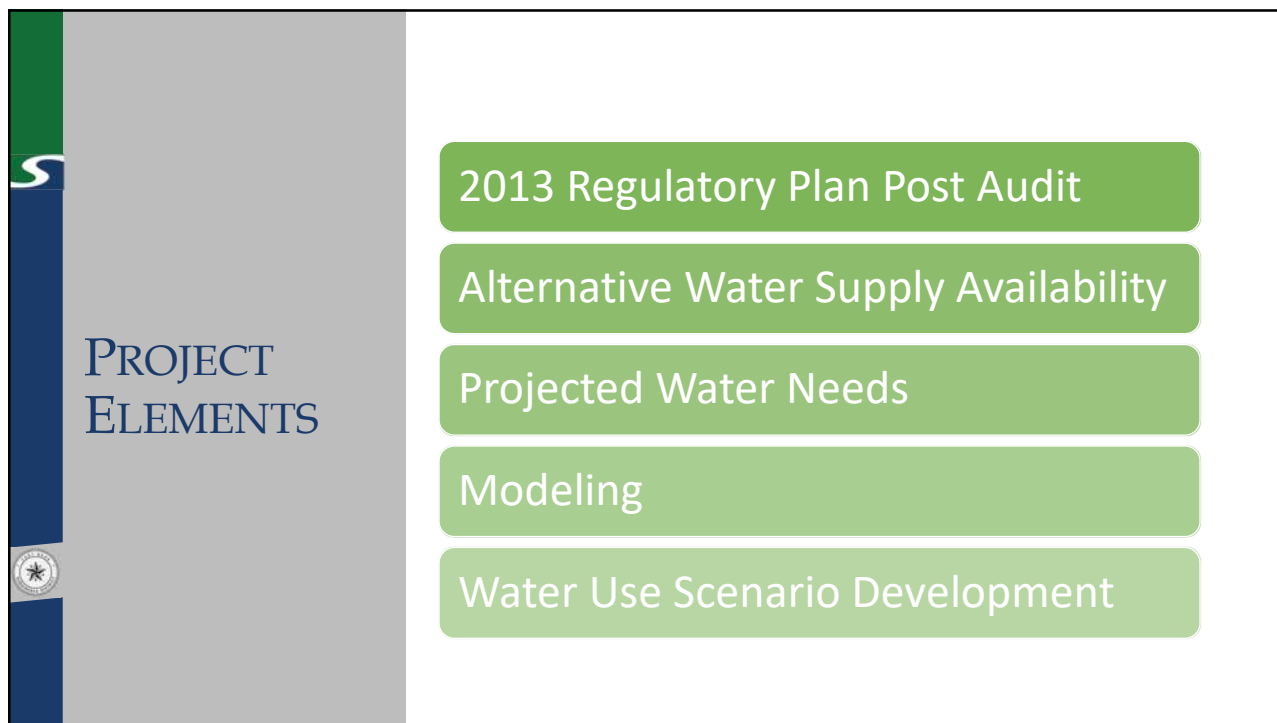 PROJECT
ELEMENTS
2013 Regulatory Plan Post Audit
Alternative Water Supply Availability
Projected Water Needs
Modeling
Water Use Scenario Development